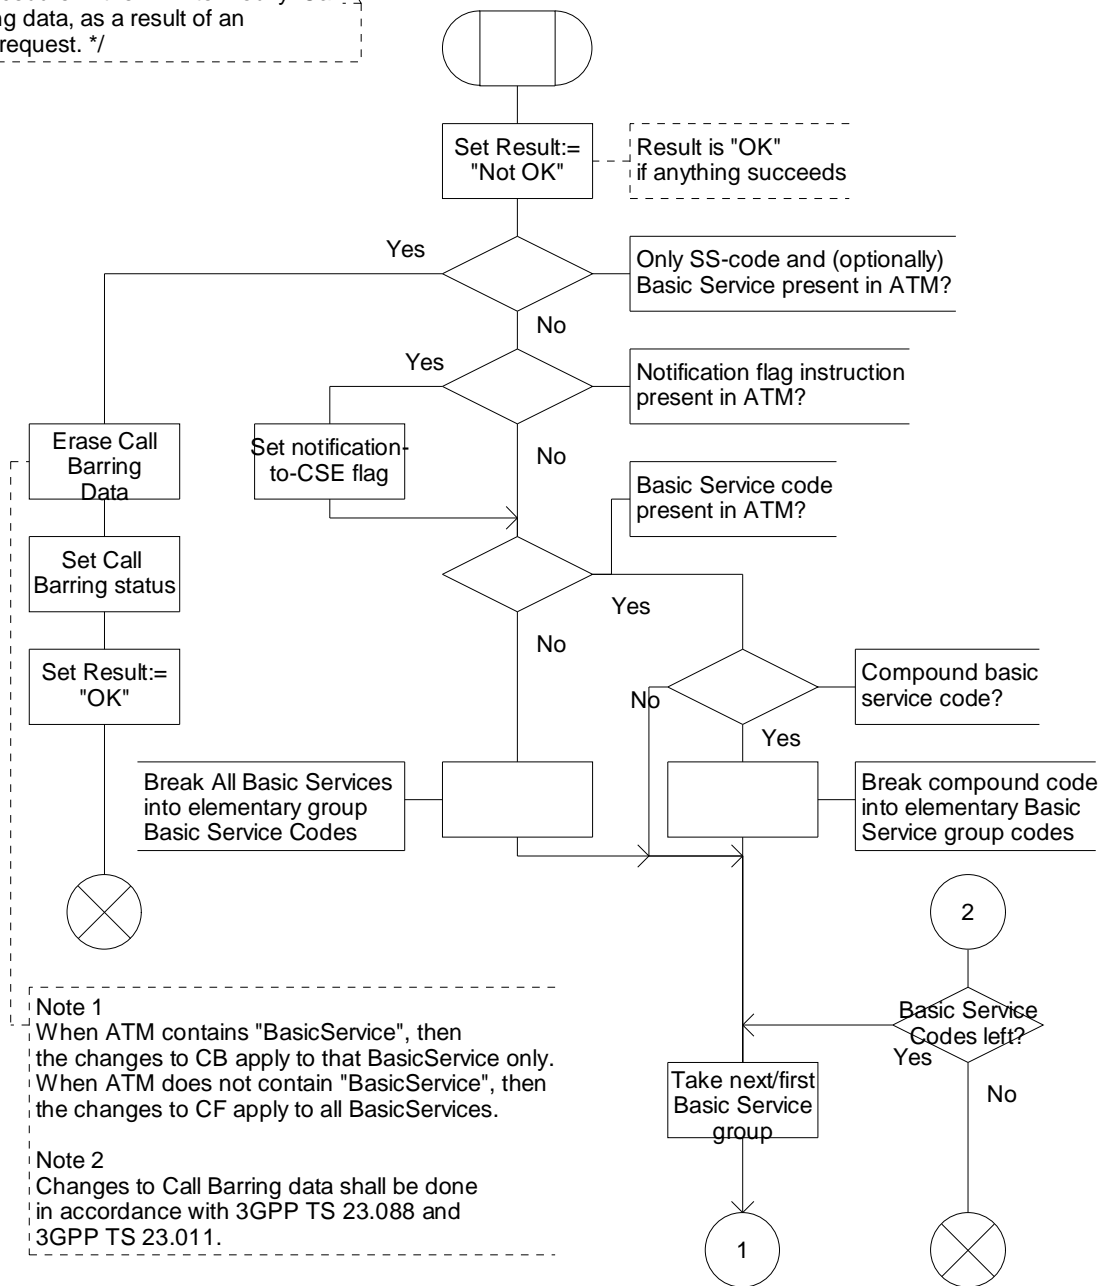 ng data, as a result of an
request. */
Set Result:=
"Not OK"
Result is "OK"
if anything succeeds
Yes
Only SS-code and (optionally)
Basic Service present in ATM?
No
Yes
Notification flag instruction
present in ATM?
Erase Call
Barring
Data
Set notification-
to-CSE flag
No
Basic Service code
present in ATM?
Set Call
Barring status
Yes
No
Set Result:=
"OK"
No
Compound basic
service code?
Yes
Break All Basic Services
into elementary group
Basic Service Codes
Break compound code
into elementary Basic
Service group codes
2
Note 1
When ATM contains "BasicService", then
the changes to CB apply to that BasicService only.
When ATM does not contain "BasicService", then
the changes to CF apply to all BasicServices.
Basic Service
Codes left?
Yes
No
Take next/first
Basic Service
group
Note 2
Changes to Call Barring data shall be done
in accordance with 3GPP TS 23.088 and
3GPP TS 23.011.
1